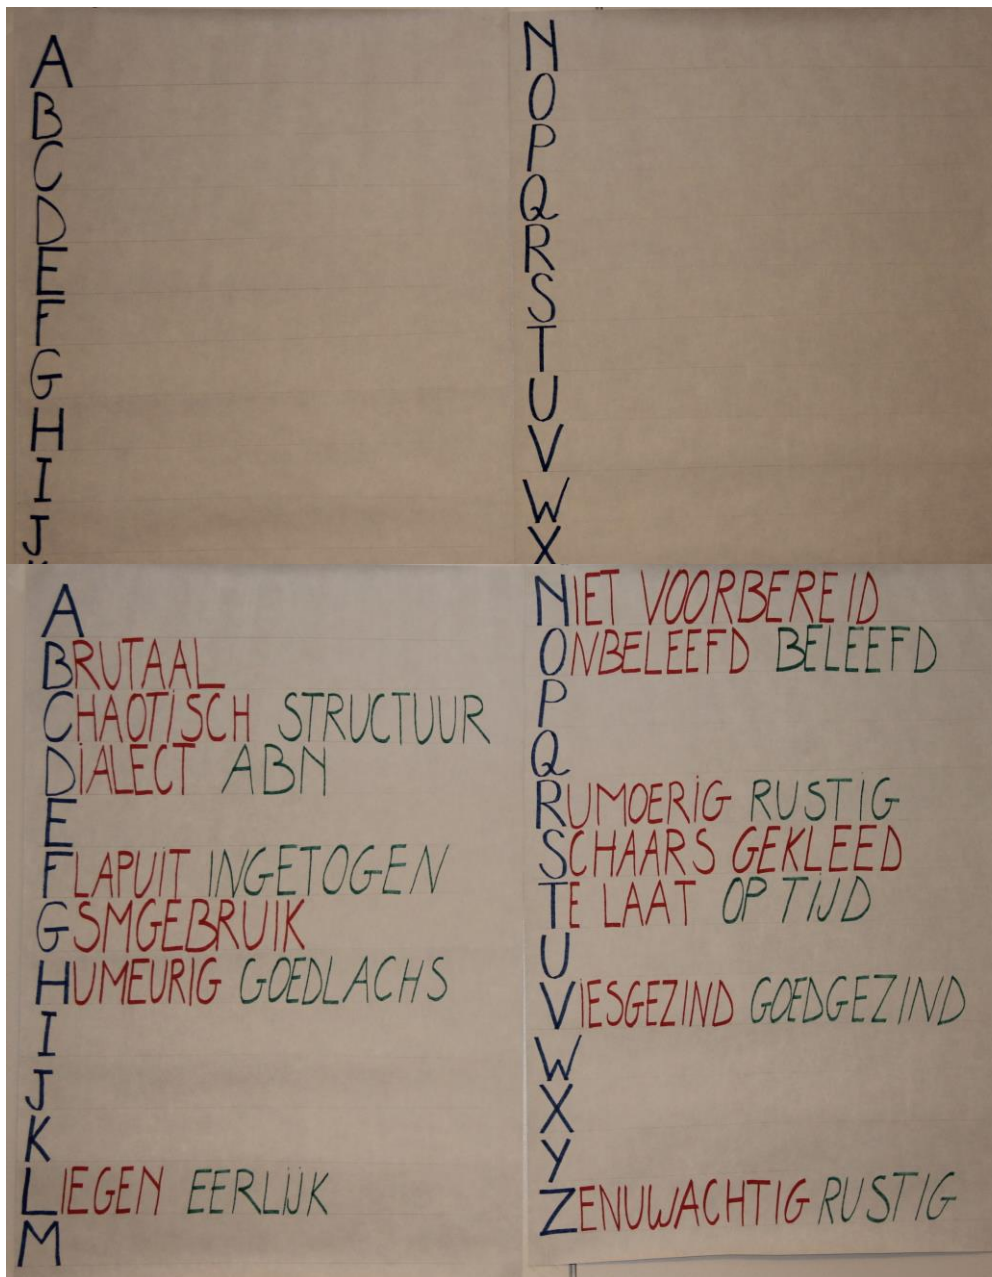 A
B
C
D
E
F
G
H
I
J
N
O
P
Q
R
S
T
U
V
W
X
A
BRUTAAL
CHAOTISCH STRUCTUUR
DIALECT ABN
E
FLAPUIT INGETOGEN
GSMGEBRUIK
HUMEURIG GOEDLACHS
I
J
K
LIEGEN EERLIJK
M
NIET VOORBEREID
ONBELEEFD BELEEFD
P
Q
RUMOERIG RUSTIG
SCHAARS GEKLEED
TE LAAT OP TIJD
U
VIESGEZIND GOEDGEZIND
W
X
Y
ZENUWACHTIG RUSTIG